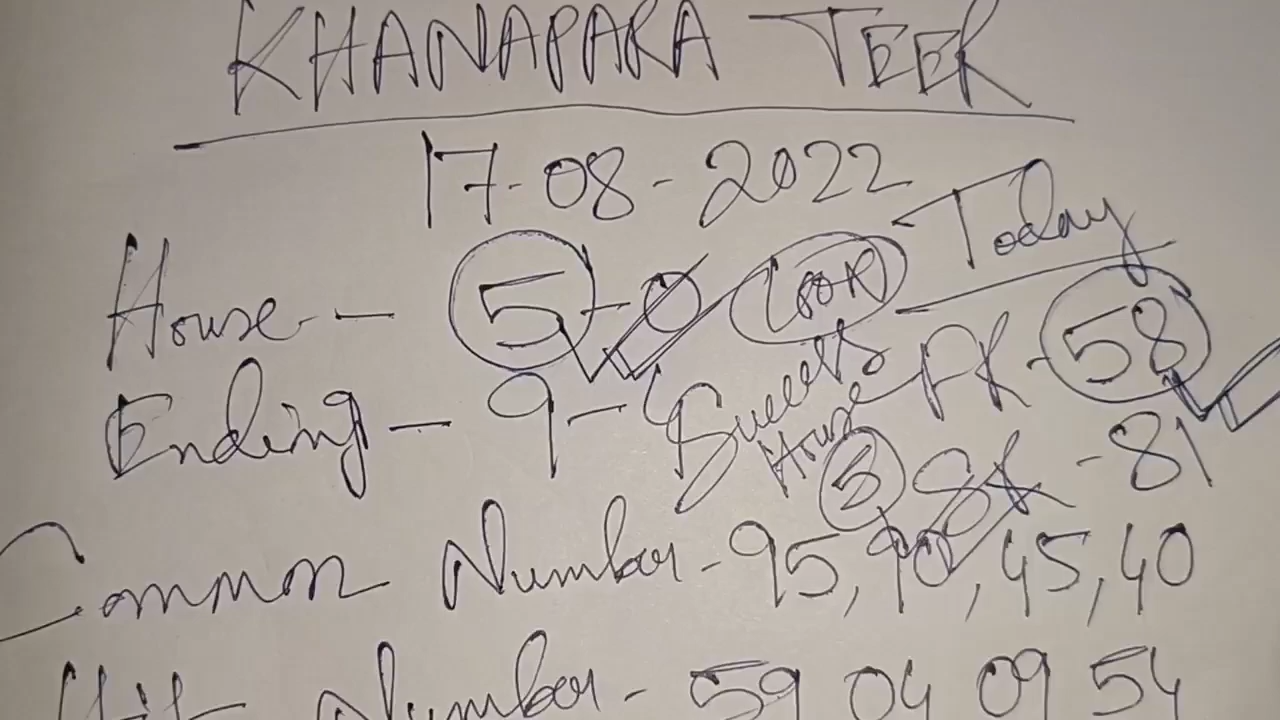 KHANAPARA TEER
17-08-2022
House - 5-0 100% Today
Ending - 9- Success FR - 58
House 5 SR - 81
Common Number - 95, 90, 45, 40
Hit Number - 59 04 09 54